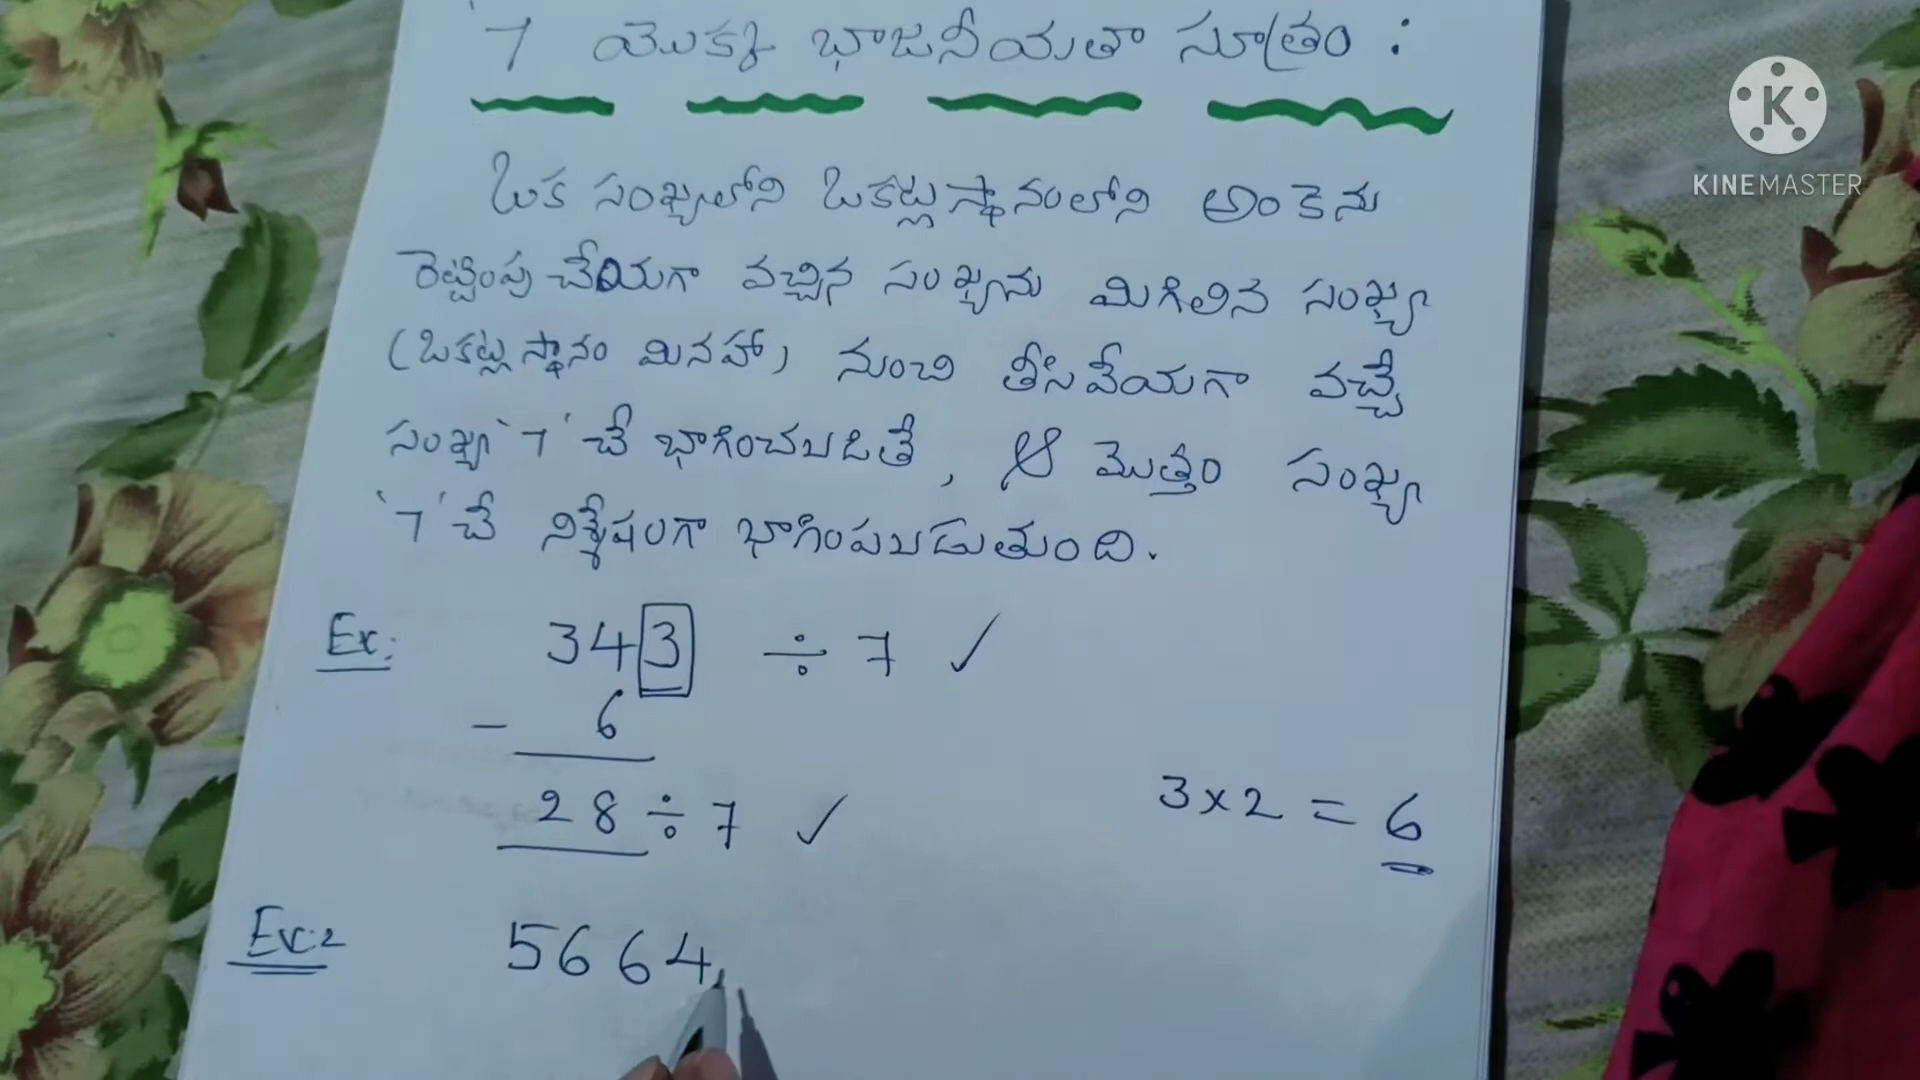 7 యొక్క భాజనీయతా సూత్రం :
KINEMASTER
ఒక సంఖ్యలోని ఒకట్లు స్థానంలోని అంకెను
రెట్టింపు చేయగా వచ్చిన సంఖ్యను మిగిలిన సంఖ్య
(ఒకట్ల స్థానం మినహా) నుంచి తీసివేయగా వచ్చే
సంఖ్య '7' చే భాగించబడితే, ఆ మొత్తం సంఖ్య
'7' చే నిశ్శేషంగా భాగింపబడుతుంది.
Ex: 343 ÷ 7 ✓
- 6
28 ÷ 7 ✓
3 x 2 = 6
Ex:2 5664